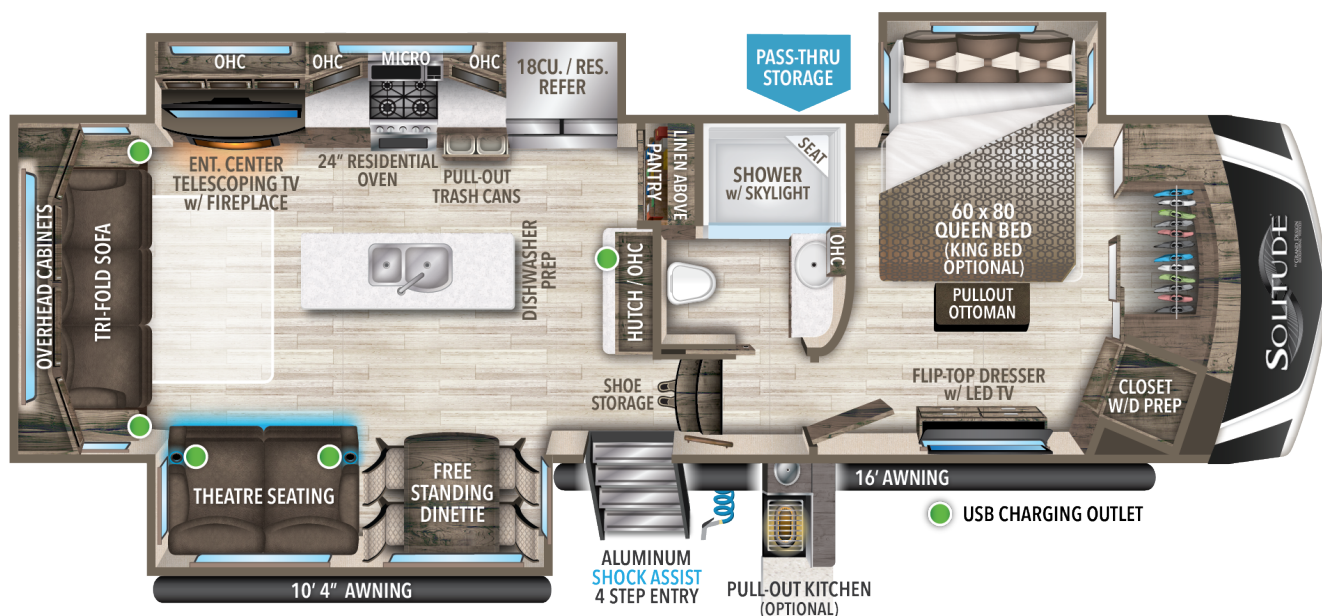 OHC
OHC
MICRO
OHC
18CU. / RES.
REFER
PASS-THRU
STORAGE
ENT. CENTER
TELESCOPING TV
w/ FIREPLACE
24" RESIDENTIAL
OVEN
PULL-OUT
TRASH CANS
PANTRY
LINEN ABOVE
SEAT
SHOWER
w/ SKYLIGHT
OVERHEAD CABINETS
TRI-FOLD SOFA
DISHWASHER
PREP
HUTCH / OHC
OHC
60 x 80
QUEEN BED
(KING BED
OPTIONAL)
PULLOUT
OTTOMAN
SOLITUDE
SHOE
STORAGE
FLIP-TOP DRESSER
w/ LED TV
CLOSET
W/D PREP
THEATRE SEATING
FREE
STANDING
DINETTE
16' AWNING
USB CHARGING OUTLET
ALUMINUM
SHOCK ASSIST
4 STEP ENTRY
PULL-OUT KITCHEN
(OPTIONAL)
10' 4" AWNING